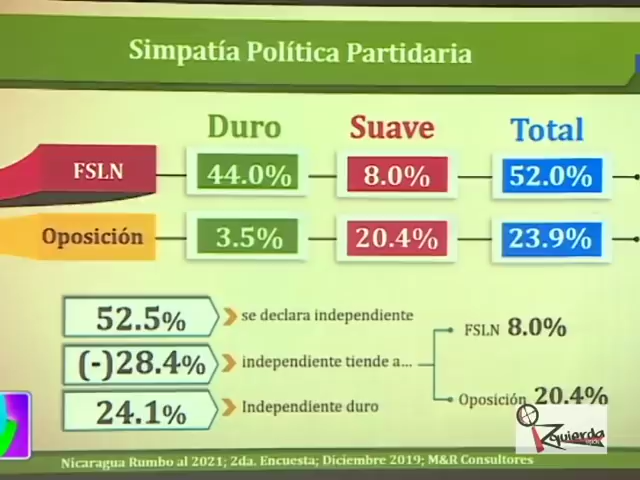 Simpatía Política Partidaria
Duro Suave Total
FSLN 44.0% 8.0% 52.0%
Oposición 3.5% 20.4% 23.9%
52.5% se declara independiente
FSLN 8.0%
(-)28.4% independiente tiende a...
Oposición 20.4%
24.1% Independiente duro
Izquierda
Nicaragua Rumbo al 2021; 2da. Encuesta; Diciembre 2019; M&R Consultores